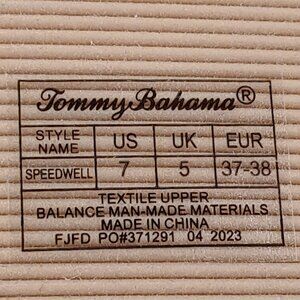 Tommy Bahama®
STYLE NAME US UK EUR
SPEEDWELL 7 5 37-38
TEXTILE UPPER
BALANCE MAN-MADE MATERIALS
MADE IN CHINA
FJFD PO#371291 04 2023